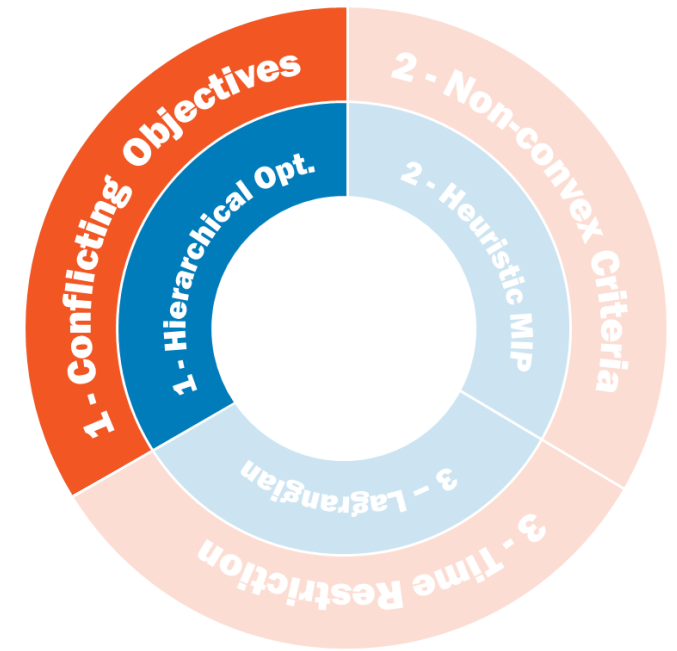 1 - Conflicting Objectives
2 - Non-convex Criteria
3 - Time Restriction
1 - Hierarchical Opt.
2 - Heuristic MIP
3 – Lagrangian